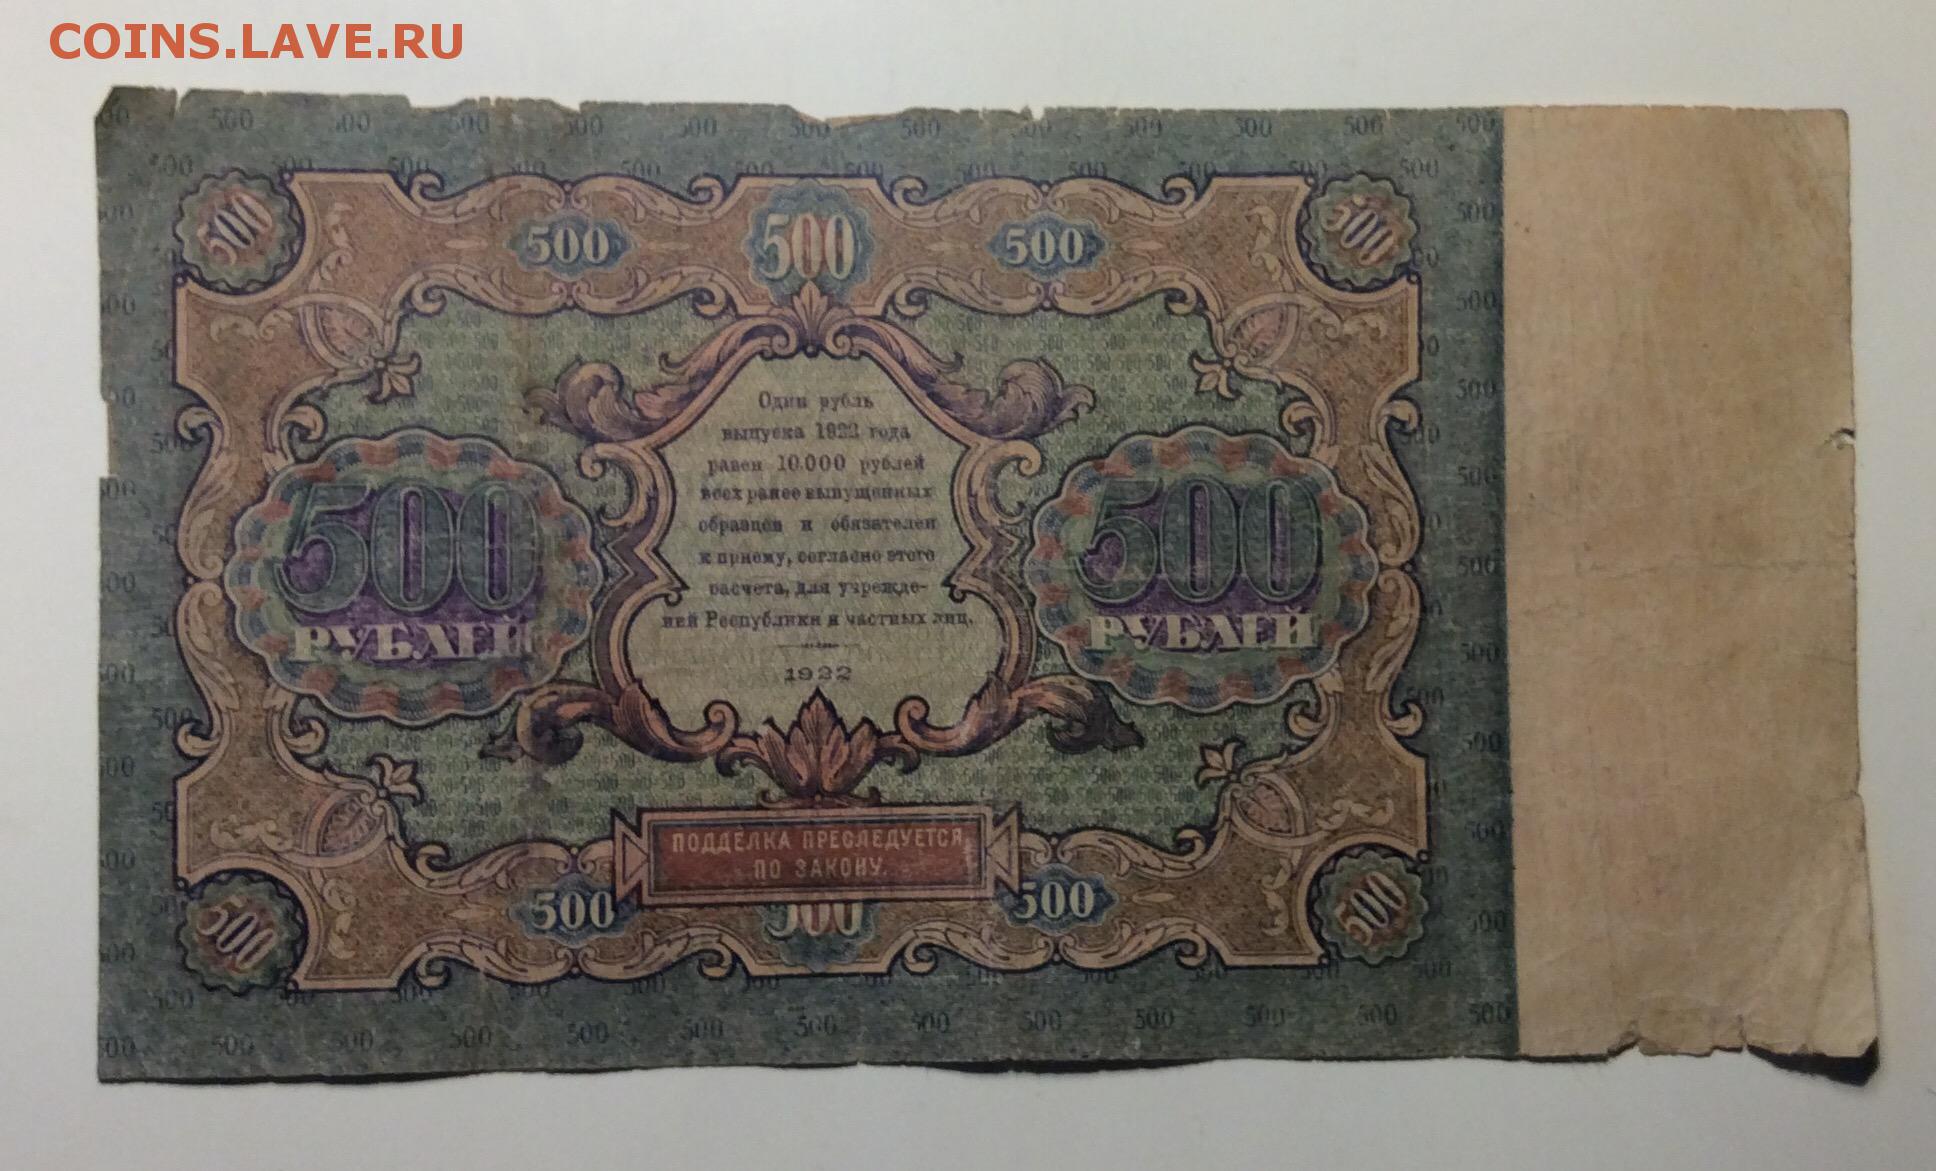 COINS.LAVE.RU
500 500 500 500 500
Один рубль
выпуска 1922 года
равен 10.000 рублей
всех ранее выпущенных
образцов и обязателен
к приему, согласно этого
расчета, для учрежде-
ний Республики и частных лиц.
1922
500
РУБЛЕЙ
500
РУБЛЕЙ
ПОДДЕЛКА ПРЕСЛЕДУЕТСЯ
ПО ЗАКОНУ.
500 500 500 500 500